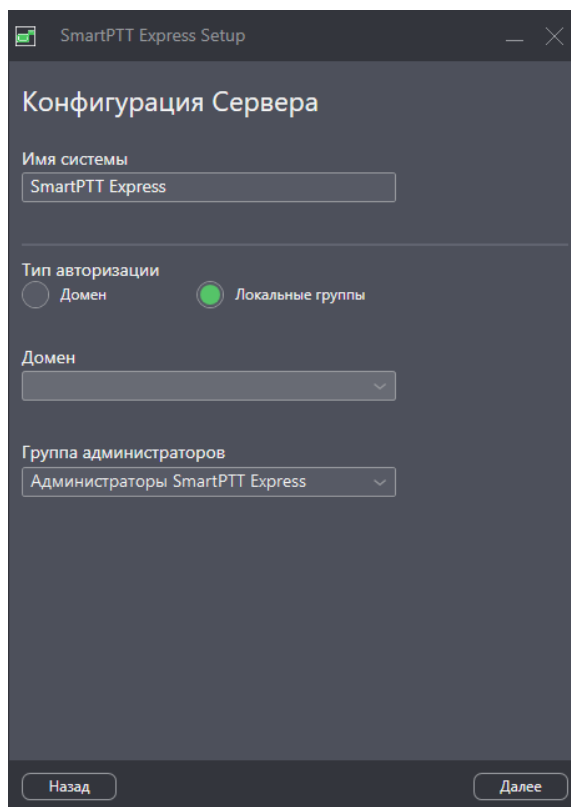 SmartPTT Express Setup
Конфигурация Сервера
Имя системы
SmartPTT Express
Тип авторизации
Домен Локальные группы
Домен
Группа администраторов
Администраторы SmartPTT Express
Назад Далее